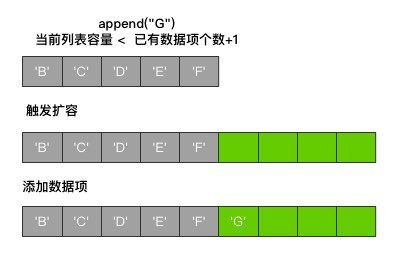 append("G")
当前列表容量 < 已有数据项个数+1
'B' 'C' 'D' 'E' 'F'
触发扩容
'B' 'C' 'D' 'E' 'F'
添加数据项
'B' 'C' 'D' 'E' 'F' 'G'